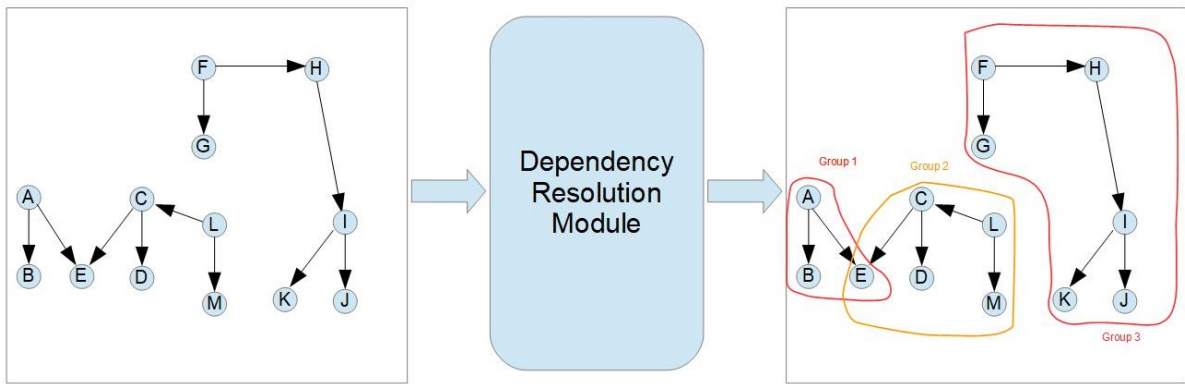 F H
G
A C
L I
B E D
M K J
Dependency
Resolution
Module
F H
G
Group 1 Group 2
A C
L I
B E D
M K J
Group 3